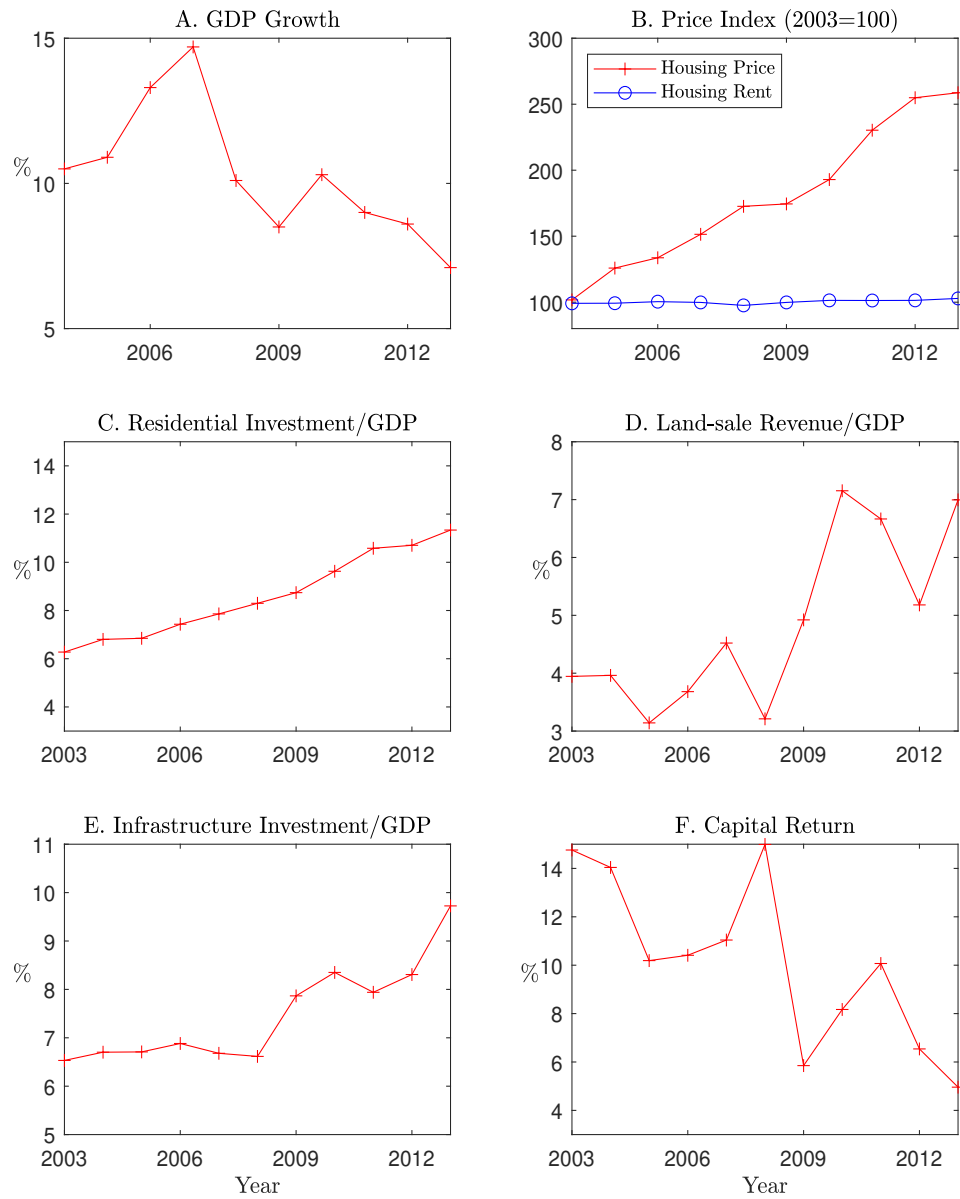 A. GDP Growth
15
10
5
%
2006 2009 2012
B. Price Index (2003=100)
300
250
200
150
100
Housing Price
Housing Rent
2006 2009 2012
C. Residential Investment/GDP
14
12
10
8
6
4
%
2003 2006 2009 2012
D. Land-sale Revenue/GDP
8
7
6
5
4
3
%
2003 2006 2009 2012
E. Infrastructure Investment/GDP
11
10
9
8
7
6
5
%
2003 2006 2009 2012
Year
F. Capital Return
14
12
10
8
6
4
%
2003 2006 2009 2012
Year